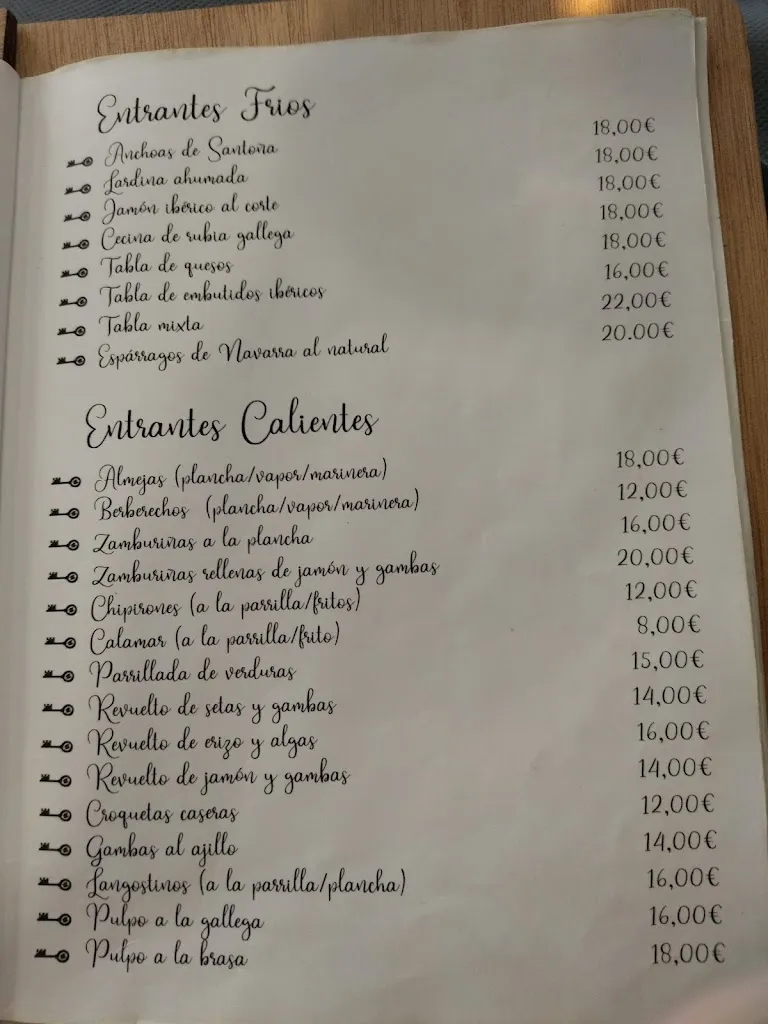 Entrantes Frios
Anchoas de Santoña 18,00€
Sardina ahumada 18,00€
Jamón ibérico al corte 18,00€
Cecina de rubia gallega 18,00€
Tabla de quesos 18,00€
Tabla de embutidos ibéricos 16,00€
Tabla mixta 22,00€
Espárragos de Navarra al natural 20.00€
Entrantes Calientes
Almejas (plancha/vapor/marinera) 18,00€
Berberechos (plancha/vapor/marinera) 12,00€
Zamburiñas a la plancha 16,00€
Zamburiñas rellenas de jamón y gambas 20,00€
Chipirones (a la parrilla/fritos) 12,00€
Calamar (a la parrilla/frito) 8,00€
Parrillada de verduras 15,00€
Revuelto de setas y gambas 14,00€
Revuelto de erizo y algas 16,00€
Revuelto de jamón y gambas 14,00€
Croquetas caseras 12,00€
Gambas al ajillo 14,00€
Langostinos (a la parrilla/plancha) 16,00€
Pulpo a la gallega 16,00€
Pulpo a la brasa 18,00€